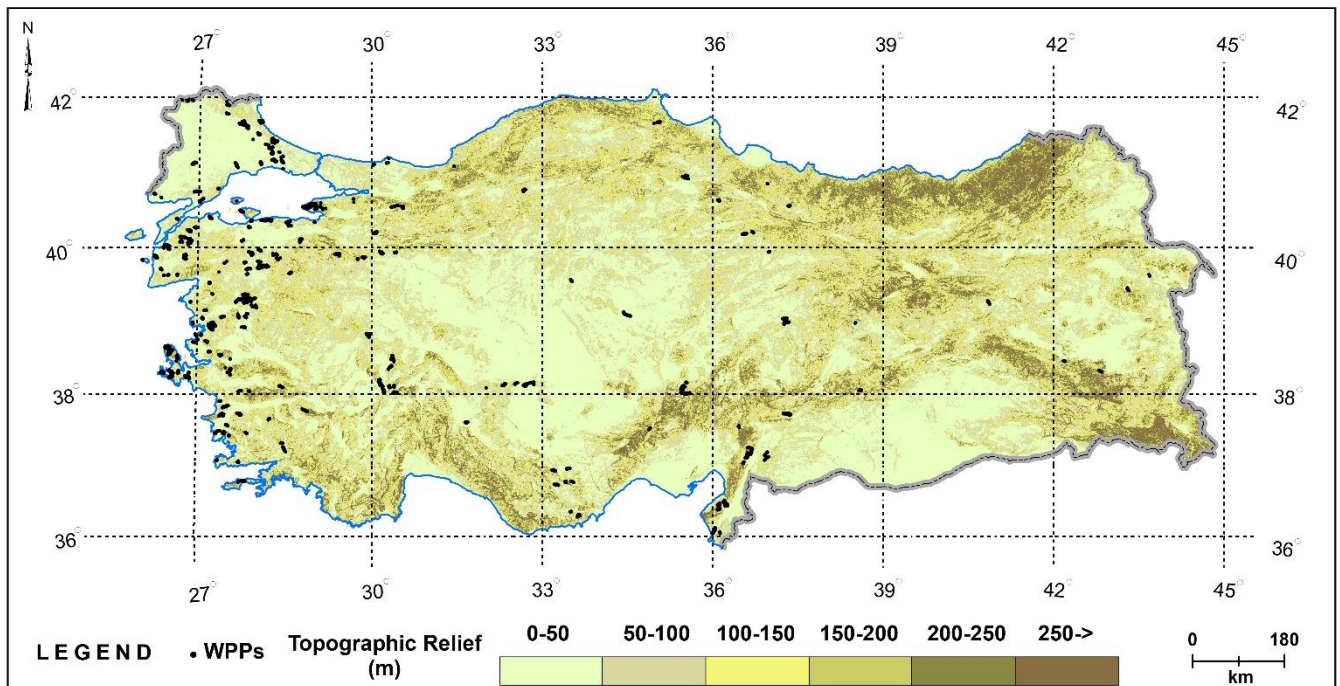 N
27° 30° 33° 36° 39° 42° 45°
42° 42°
40° 40°
38° 38°
36° 36°
27° 30° 33° 36° 39° 42° 45°
LEGEND • WPPs Topographic Relief (m) 0-50 50-100 100-150 150-200 200-250 250->
0 180
km